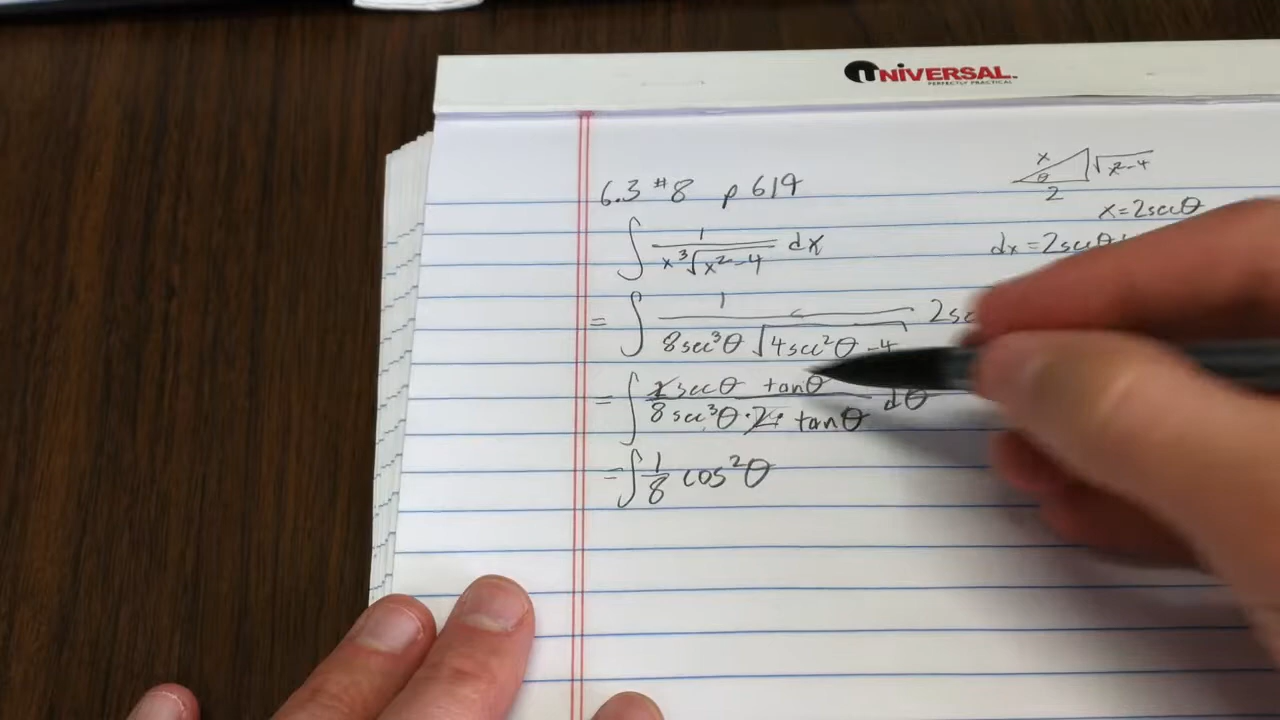 UNIVERSAL.
PERFECTLY PRACTICAL
6.3 #8 p 619
x
θ
2
√x²-4
x=2secθ
∫ 1/(x³√(x²-4)) dx
dx=2secθ
= ∫ 1/(8sec³θ √(4sec²θ-4))
= ∫ (2secθ tanθ)/(8sec³θ·2 tanθ) dθ
= ∫ 1/8 cos²θ